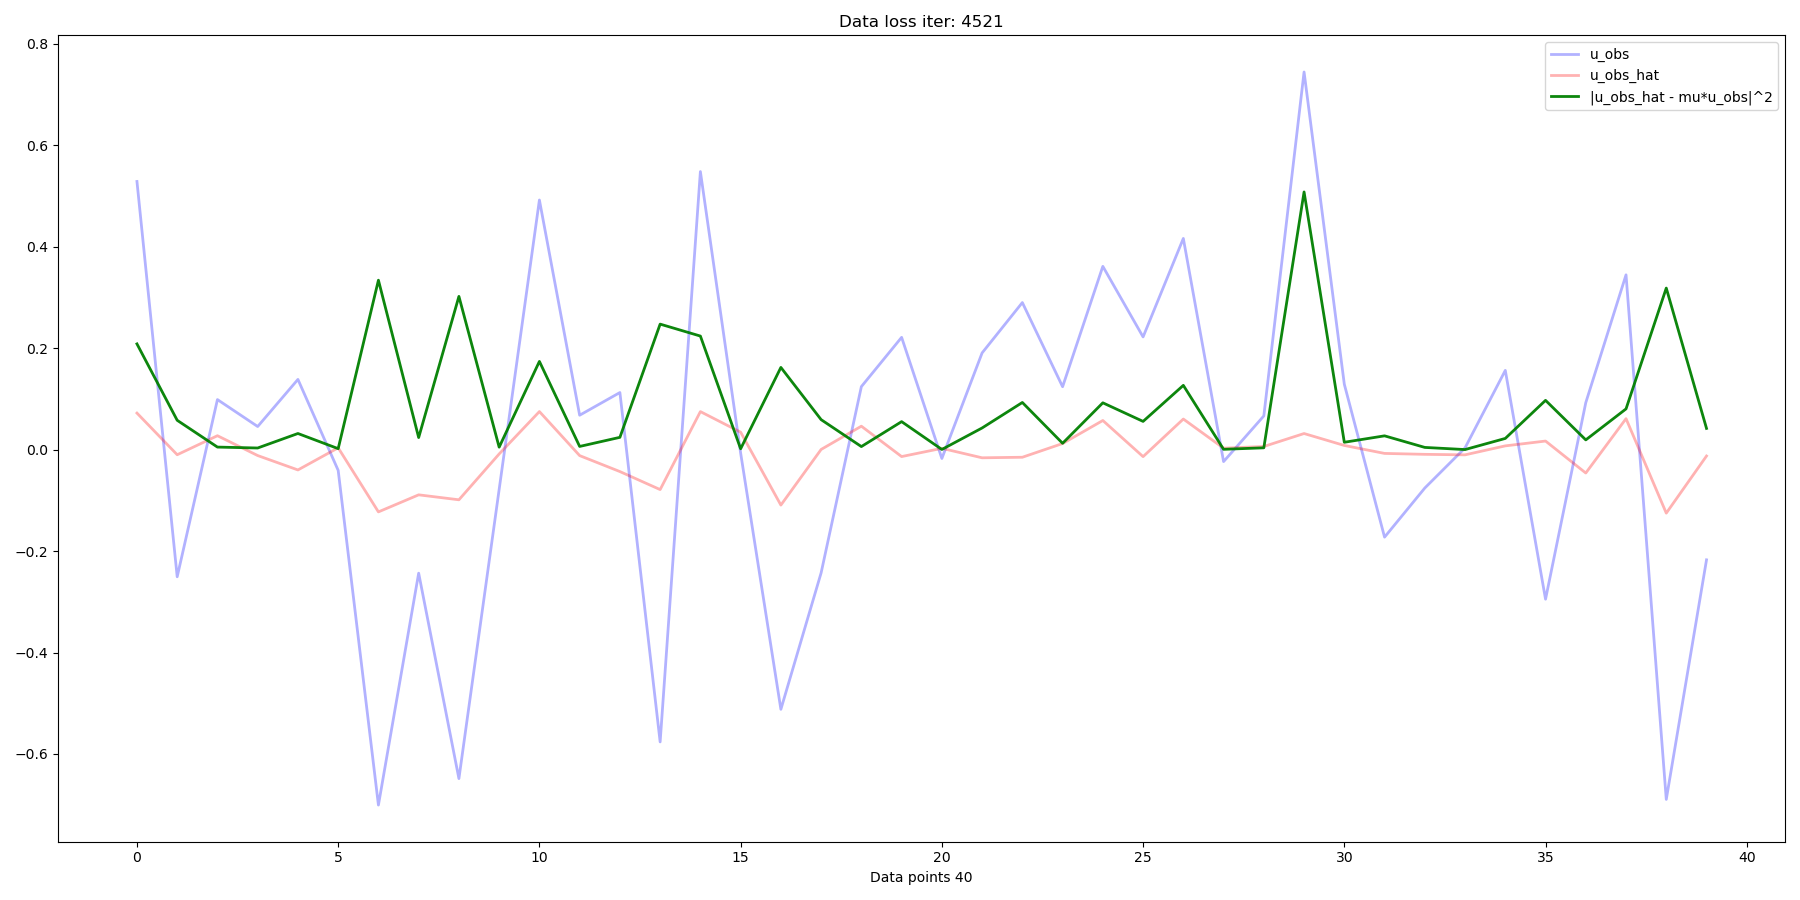 Data loss iter: 4521
u_obs
u_obs_hat
|u_obs_hat - mu*u_obs|^2
0.8
0.6
0.4
0.2
0.0
−0.2
−0.4
−0.6
0 5 10 15 20 25 30 35 40
Data points 40